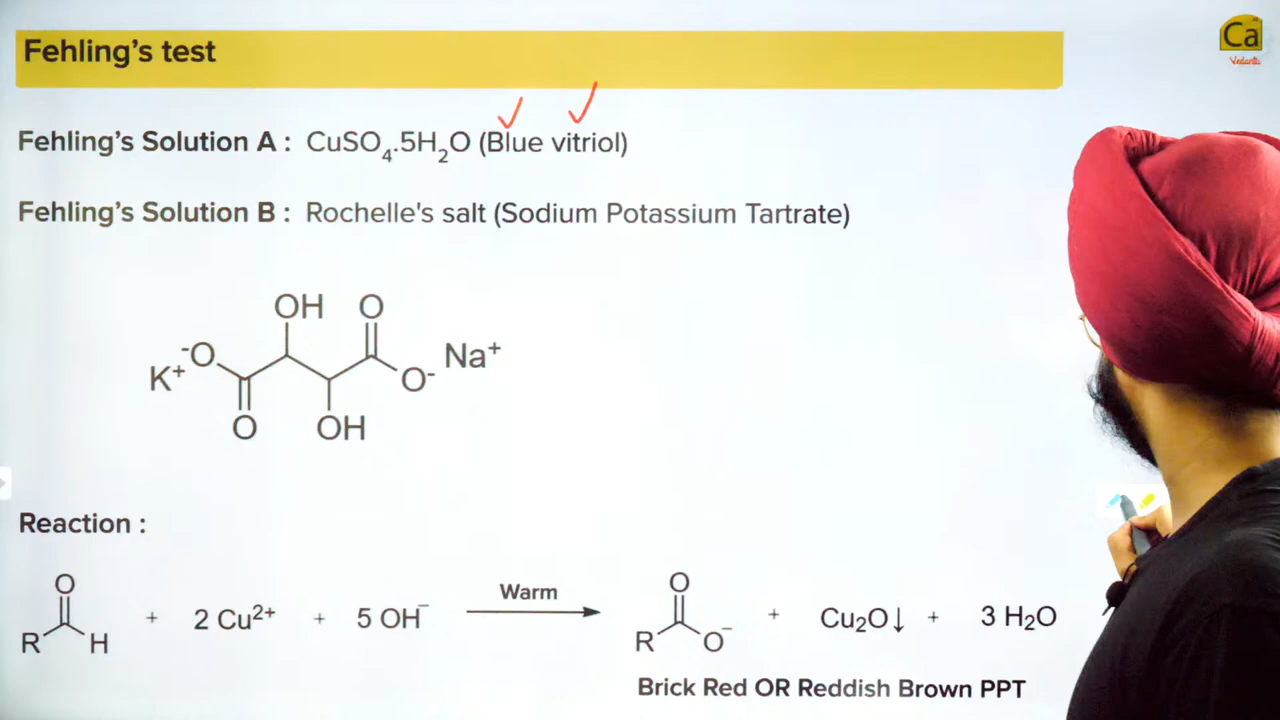 Fehling's test
Ca
Vedantu
Fehling's Solution A : CuSO₄.5H₂O (Blue vitriol)
Fehling's Solution B : Rochelle's salt (Sodium Potassium Tartrate)
OH O
⁻O Na⁺
K⁺ O⁻
O OH
Reaction :
O Warm O
R H + 2 Cu²⁺ + 5 OH⁻ R O⁻ + Cu₂O↓ + 3 H₂O
Brick Red OR Reddish Brown PPT